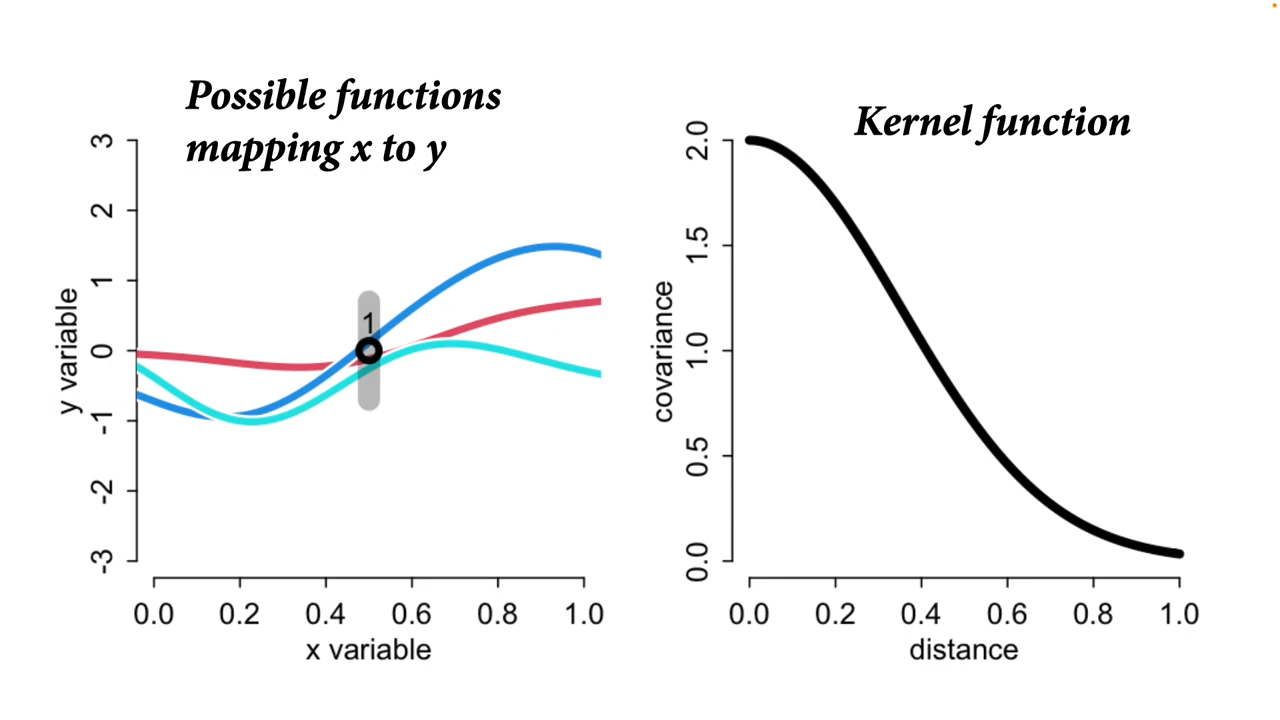 Possible functions
mapping x to y
3
2
1
0
-1
-2
-3
y variable
1
0.0 0.2 0.4 0.6 0.8 1.0
x variable
Kernel function
2.0
1.5
1.0
0.5
0.0
covariance
0.0 0.2 0.4 0.6 0.8 1.0
distance